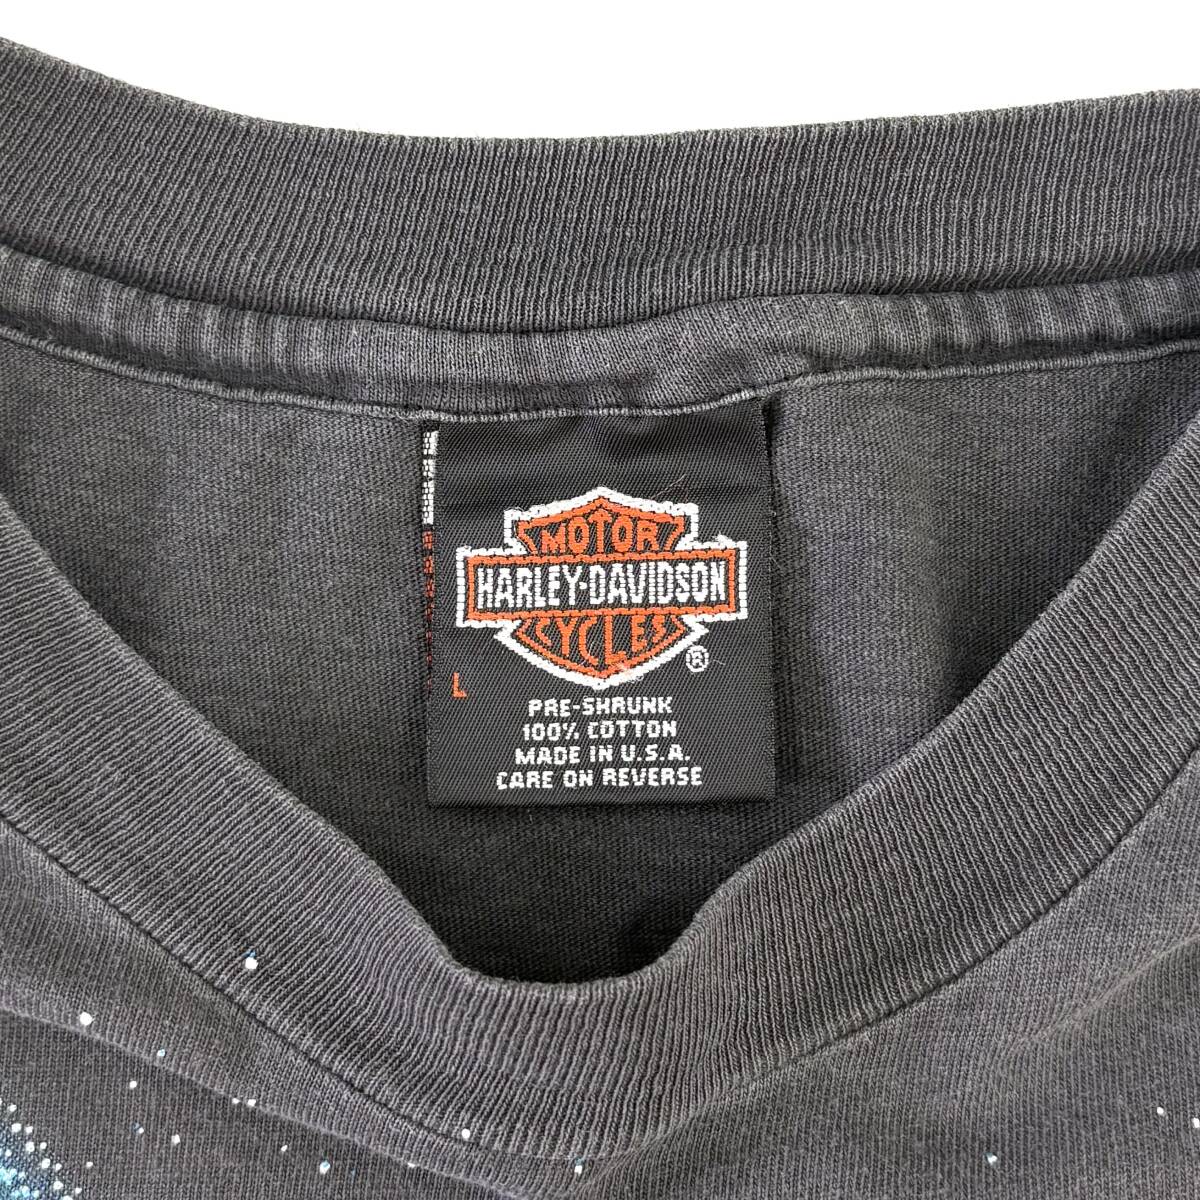 MOTOR
HARLEY-DAVIDSON
CYCLES
®
L
PRE-SHRUNK
100% COTTON
MADE IN U.S.A.
CARE ON REVERSE